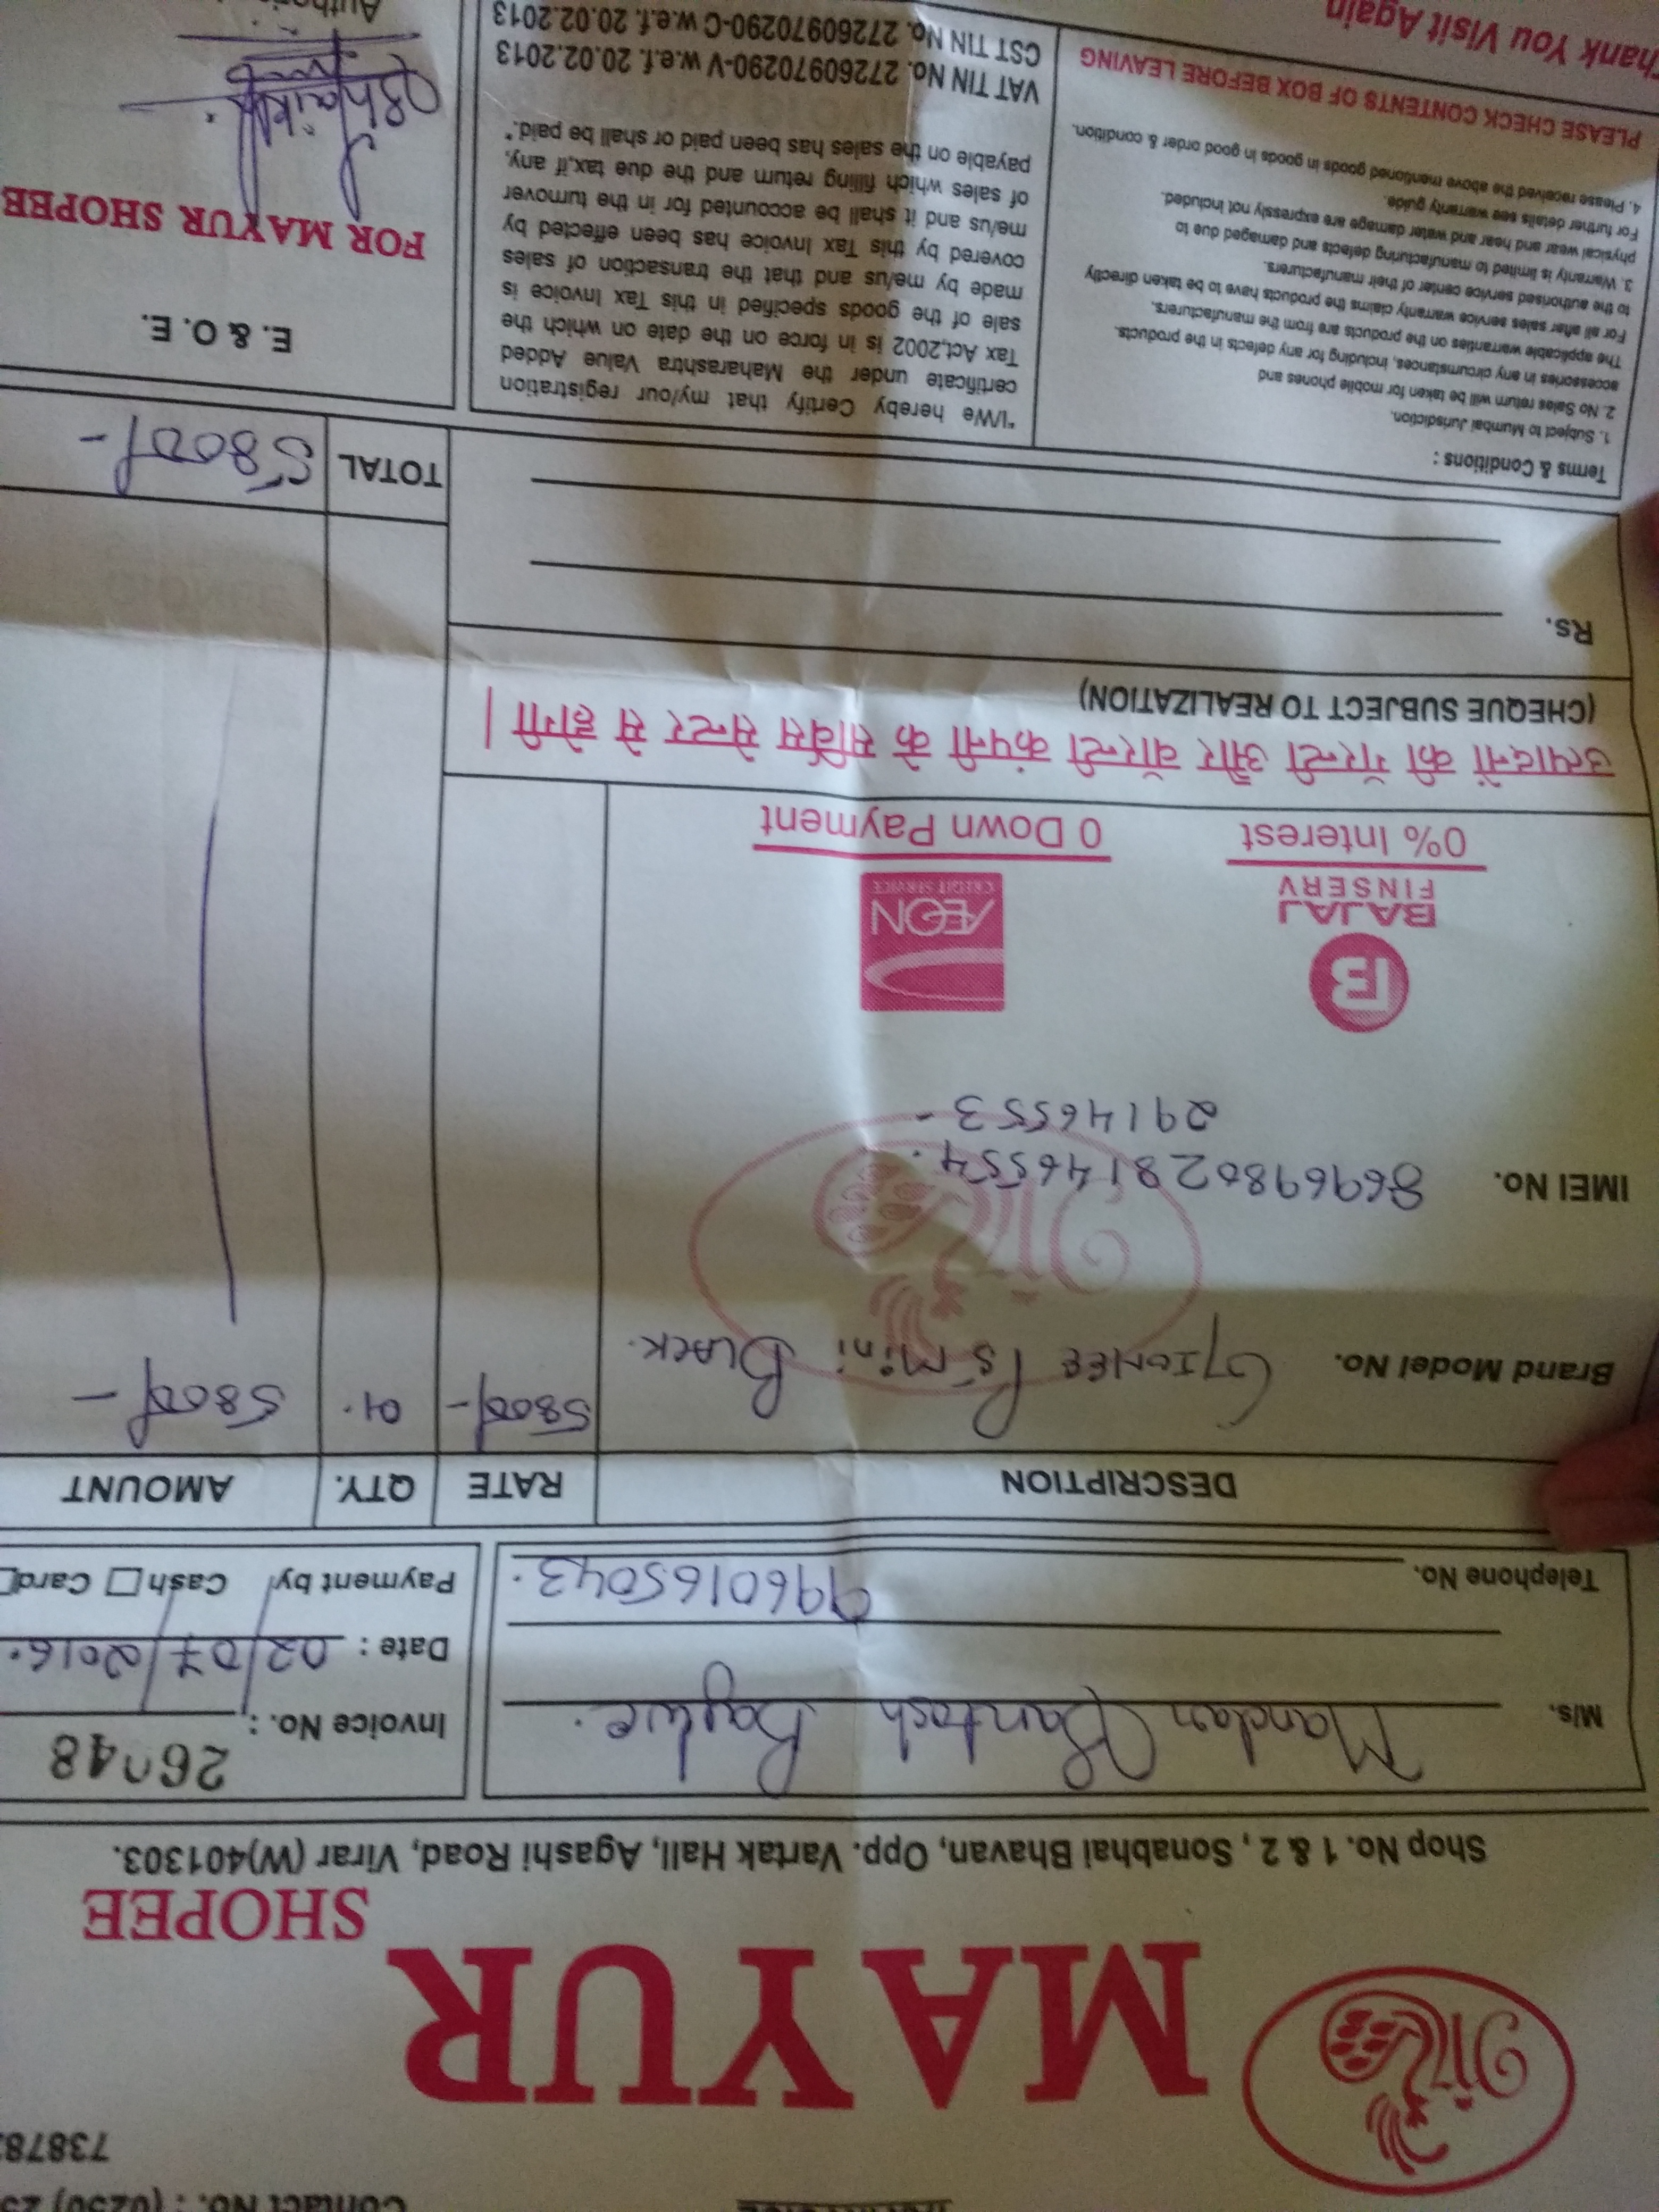 Contact No. : (0250) 25
73878
MAYUR
SHOPEE
Shop No. 1 & 2 , Sonabhai Bhavan, Opp. Vartak Hall, Agashi Road, Virar (W)401303.
M/s. Mandar Santosh
Telephone No. 9960165043.
Invoice No. : 26048
Date : 02/07/2016.
Payment by Cash Card
DESCRIPTION RATE QTY. AMOUNT
Brand Model No. GIONEE P5 mini BLACK. 5800/- 01. 5800/-
IMEI No. 869698028146554.
29146553-
BAJAJ
FINSERV
0% Interest
ÆGON
CREDIT SERVICE
0 Down Payment
उत्पादनों की गॅरन्टी और वॉरन्टी कंपनी के सर्विस सेन्टर से होगी |
(CHEQUE SUBJECT TO REALIZATION)
Rs.
TOTAL 5800/-
Terms & Conditions :
1. Subject to Mumbai Jurisdiction.
2. No Sales return will be taken for mobile phones and
accessories in any circumstances, including for any defects in the products.
The applicable warranties on the products are from the manufacturers.
For all after sales service warranty claims the products have to be taken directly
to the authorised service center of their manufacturers.
3. Warranty is limited to manufacturing defects and damaged due to
physical wear and hear and water damage are expressly not Included.
For further details see warranty guide.
4. Please received the above mentioned goods in goods in good order & condition.
PLEASE CHECK CONTENTS OF BOX BEFORE LEAVING
"I/We hereby Certify that my/our registration
certificate under the Maharashtra Value Added
Tax Act,2002 is in force on the date on which the
sale of the goods specified in this Tax Invoice is
made by me/us and that the transaction of sales
covered by this Tax Invoice has been effected by
me/us and it shall be accounted for in the turnover
of sales which filling return and the due tax,if any,
payable on the sales has been paid or shall be paid."
VAT TIN No. 27260970290-V w.e.f. 20.02.2013
CST TIN No. 27260970290-C w.e.f. 20.02.2013
E. & O. E.
FOR MAYUR SHOPEE
Shaikh
Thank You Visit Again